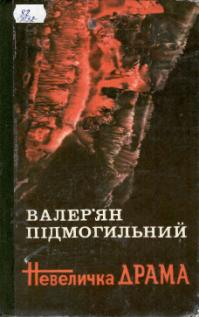 ВАЛЕР'ЯН
ПІДМОГИЛЬНИЙ
Невеличка ДРАМА